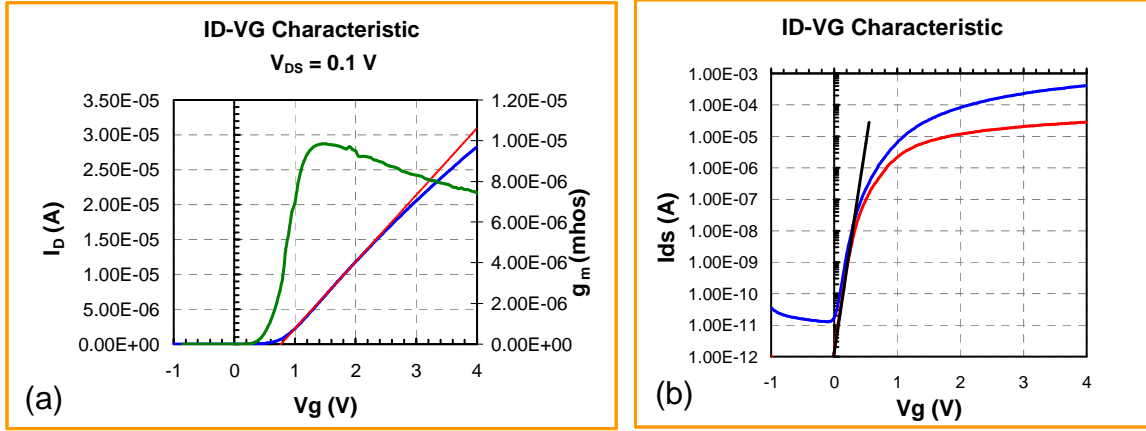 ID-VG Characteristic
VDS = 0.1 V
3.50E-05
3.00E-05
2.50E-05
2.00E-05
1.50E-05
1.00E-05
5.00E-06
0.00E+00
ID (A)
1.20E-05
1.00E-05
8.00E-06
6.00E-06
4.00E-06
2.00E-06
0.00E+00
gm (mhos)
-1 0 1 2 3 4
Vg (V)
(a)
ID-VG Characteristic
1.00E-03
1.00E-04
1.00E-05
1.00E-06
1.00E-07
1.00E-08
1.00E-09
1.00E-10
1.00E-11
1.00E-12
Ids (A)
-1 0 1 2 3 4
Vg (V)
(b)